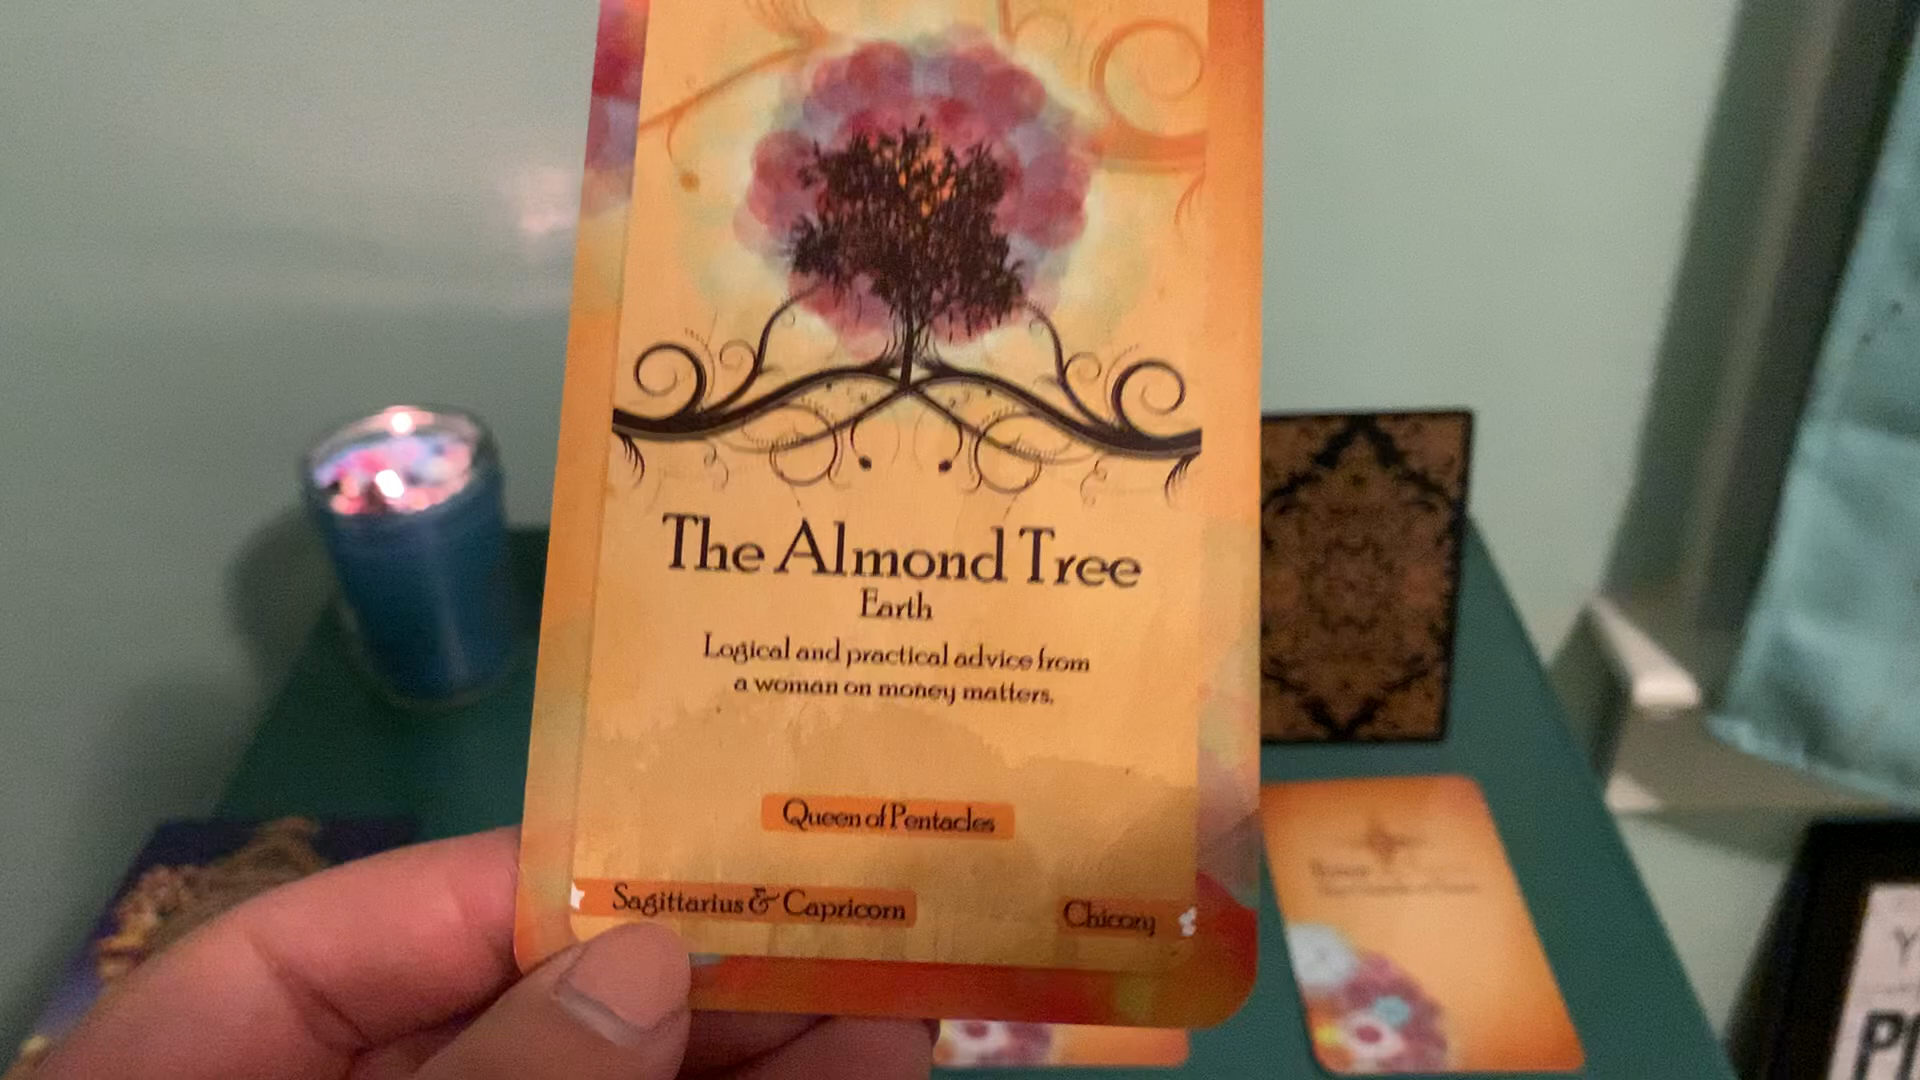 The Almond Tree
Earth
Logical and practical advice from
a woman on money matters.
Queen of Pentacles
Sagittarius & Capricorn
Chicory